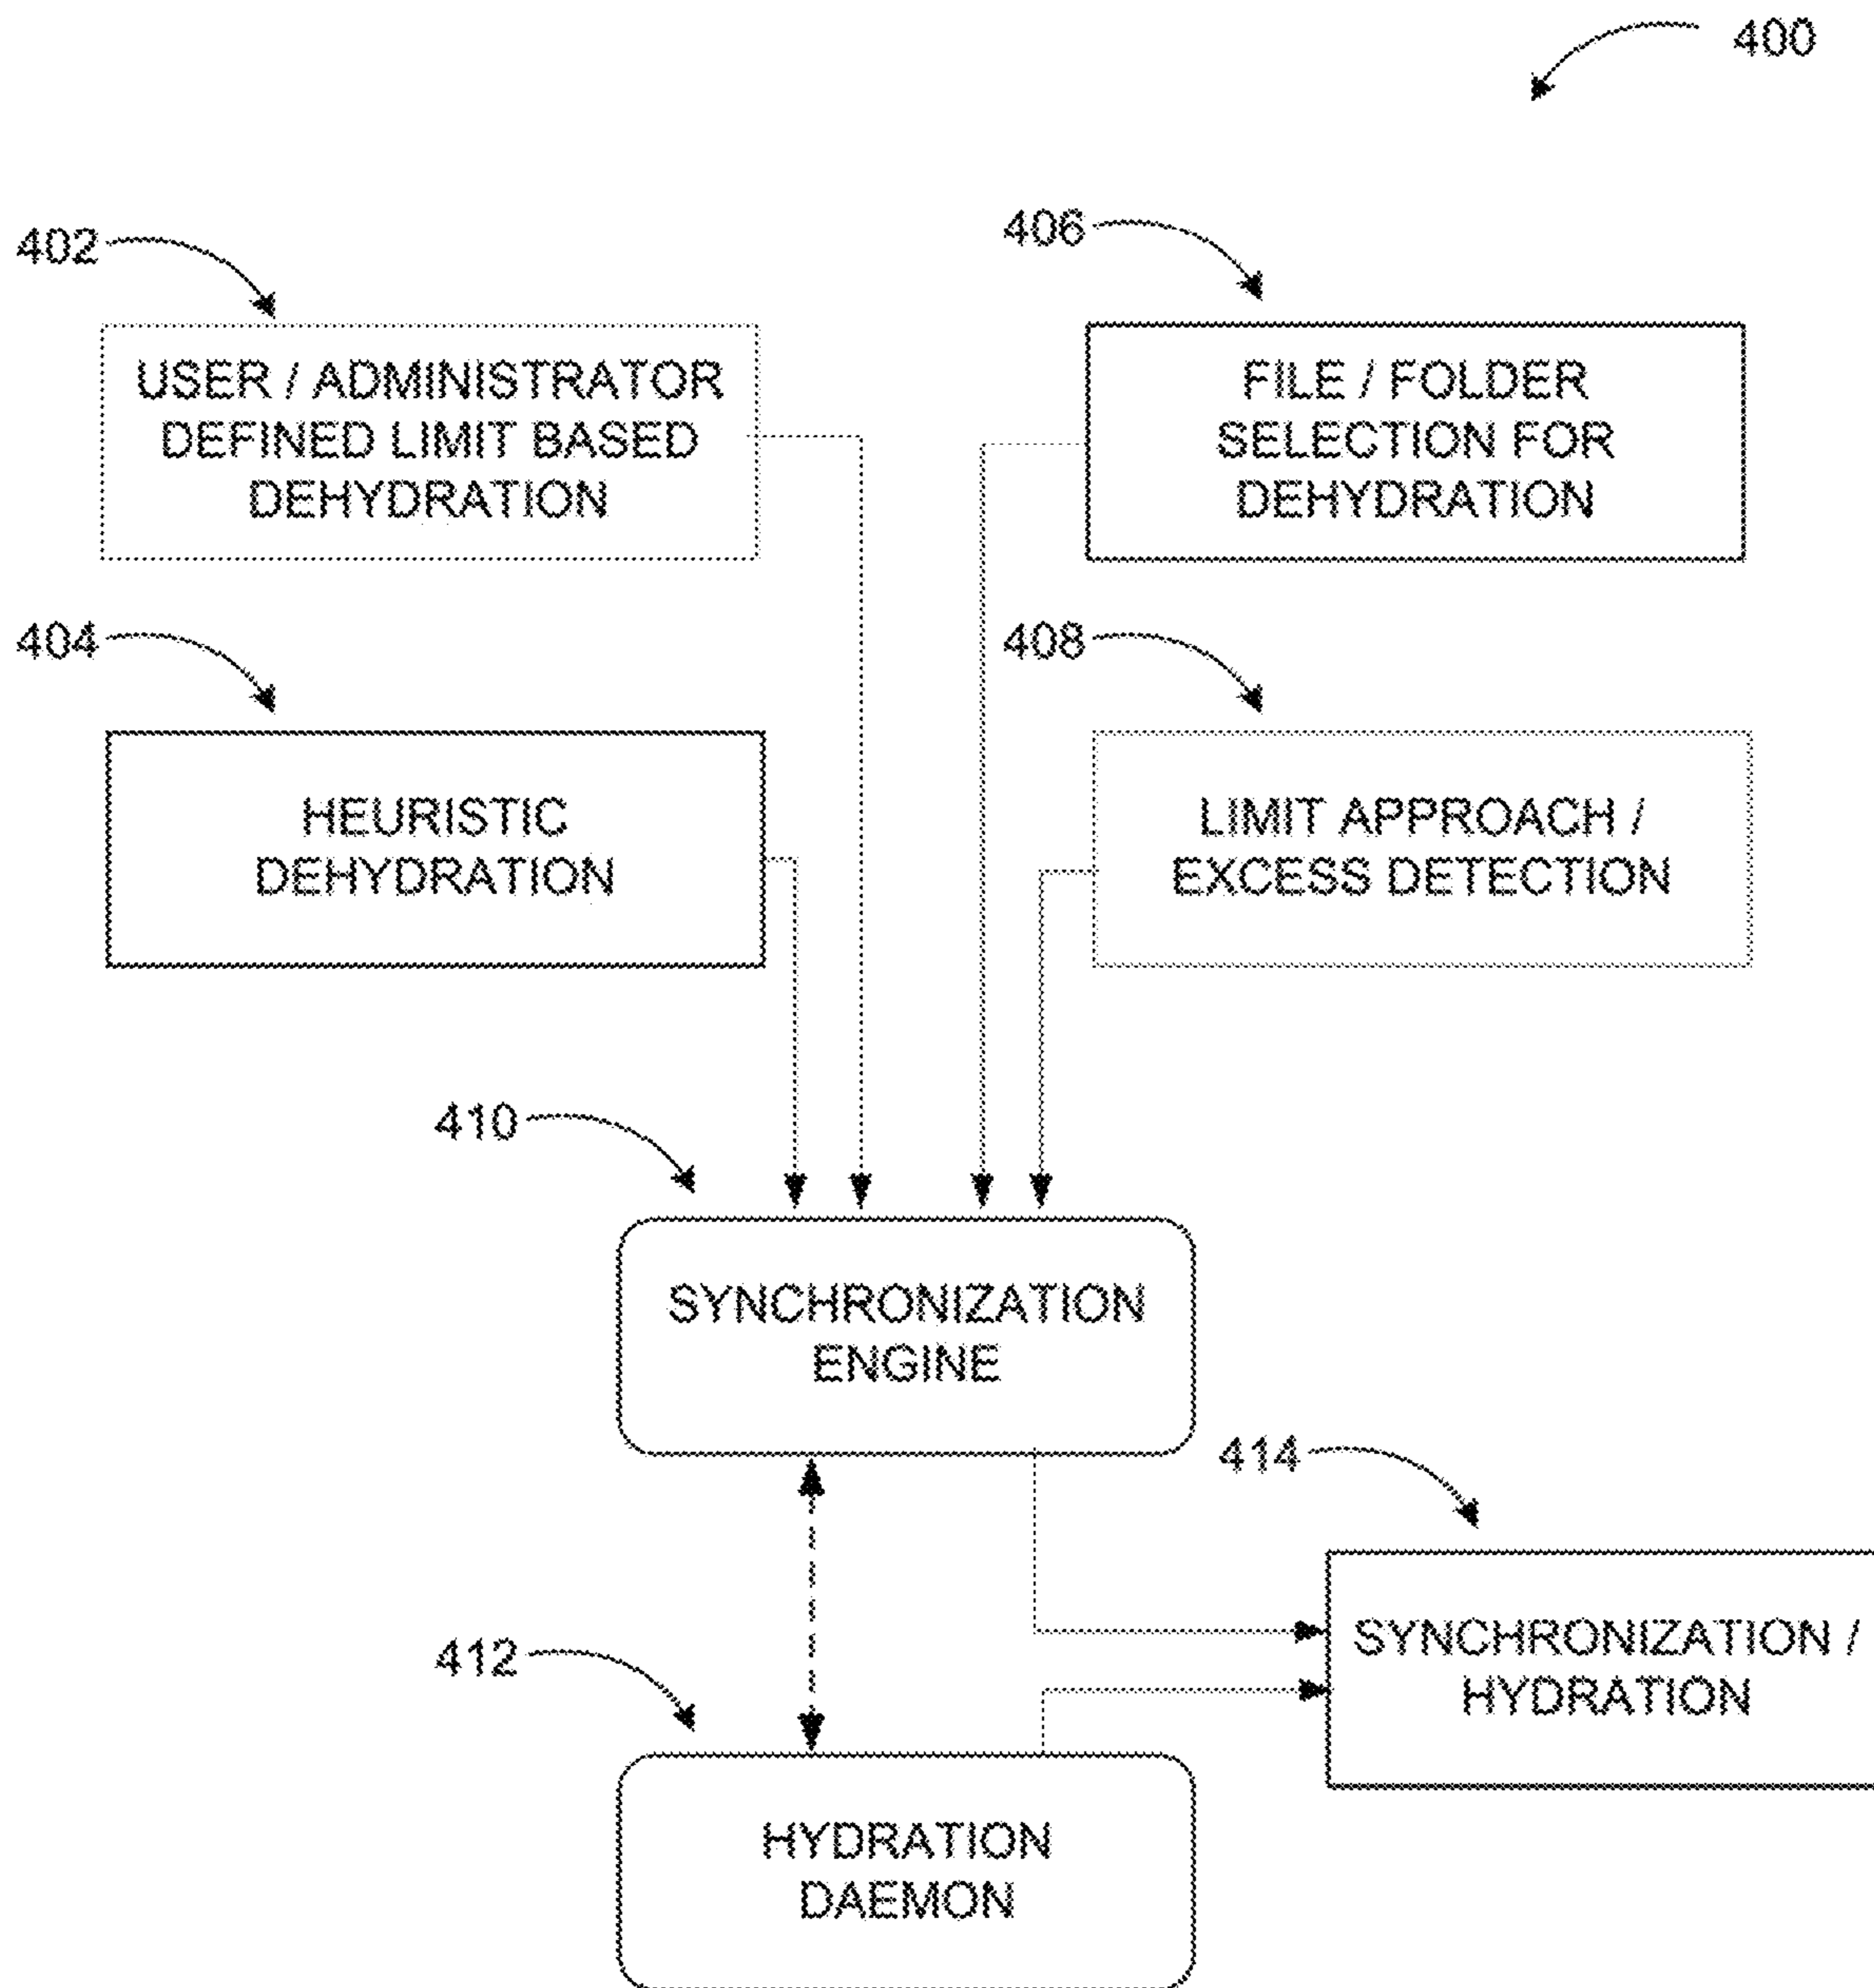 400
402
406
USER / ADMINISTRATOR
DEFINED LIMIT BASED
DEHYDRATION
FILE / FOLDER
SELECTION FOR
DEHYDRATION
404
408
HEURISTIC
DEHYDRATION
LIMIT APPROACH /
EXCESS DETECTION
410
SYNCHRONIZATION
ENGINE
414
SYNCHRONIZATION /
HYDRATION
412
HYDRATION
DAEMON